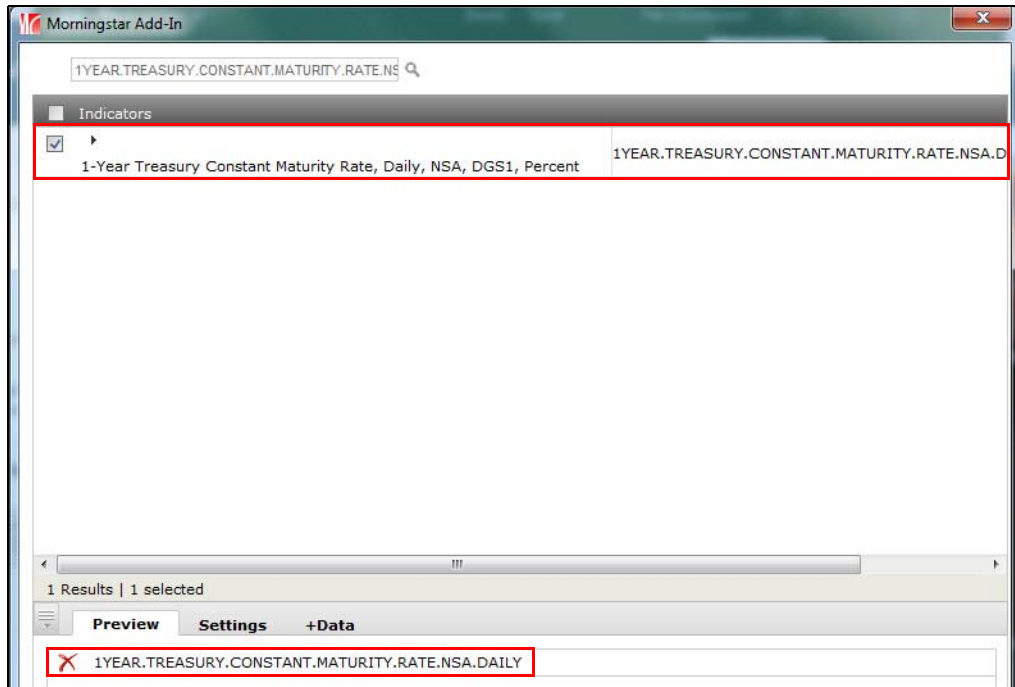 Morningstar Add-In
1YEAR.TREASURY.CONSTANT.MATURITY.RATE.NS
Indicators
1YEAR.TREASURY.CONSTANT.MATURITY.RATE.NSA.D
1-Year Treasury Constant Maturity Rate, Daily, NSA, DGS1, Percent
1 Results | 1 selected
Preview Settings +Data
1YEAR.TREASURY.CONSTANT.MATURITY.RATE.NSA.DAILY